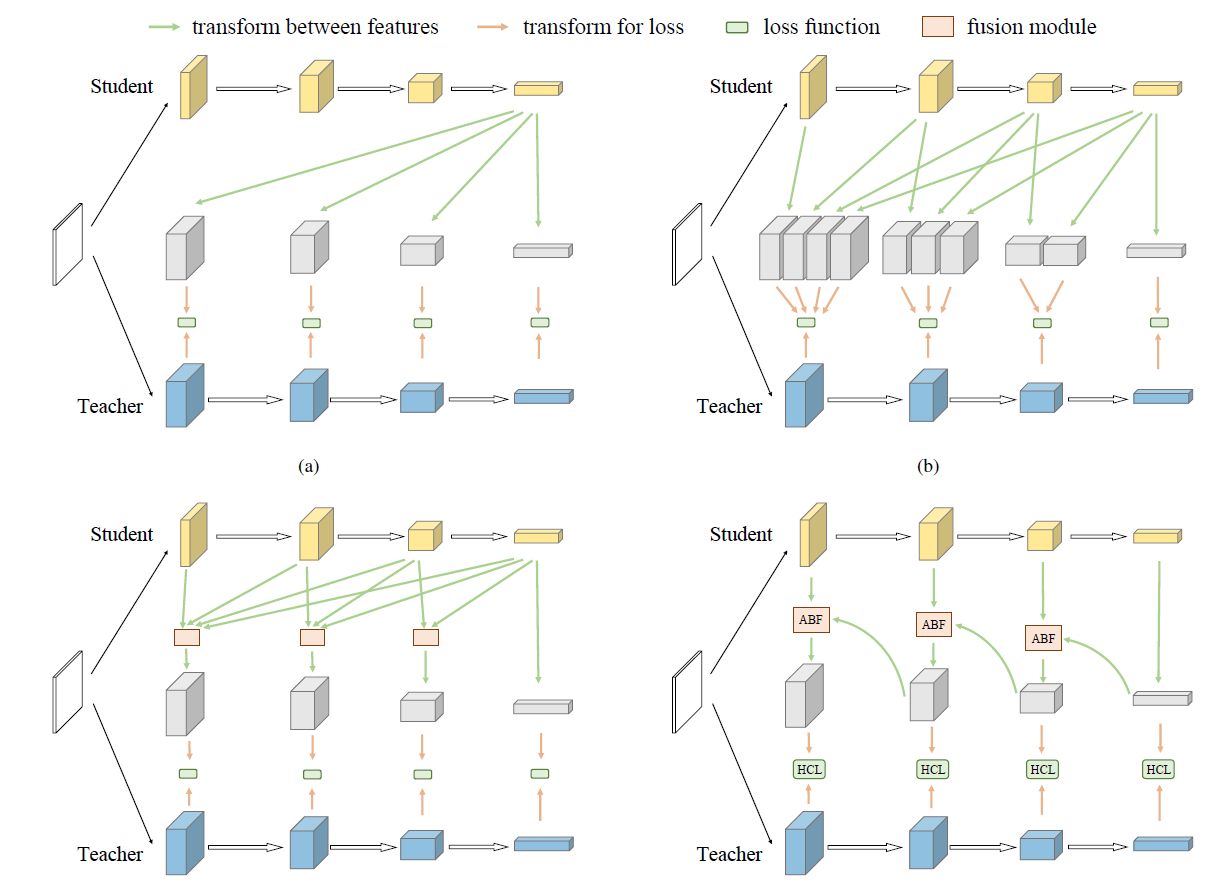 transform between features transform for loss loss function fusion module
Student Student
Teacher Teacher
(a) (b)
Student Student
ABF ABF ABF
HCL HCL HCL HCL
Teacher Teacher